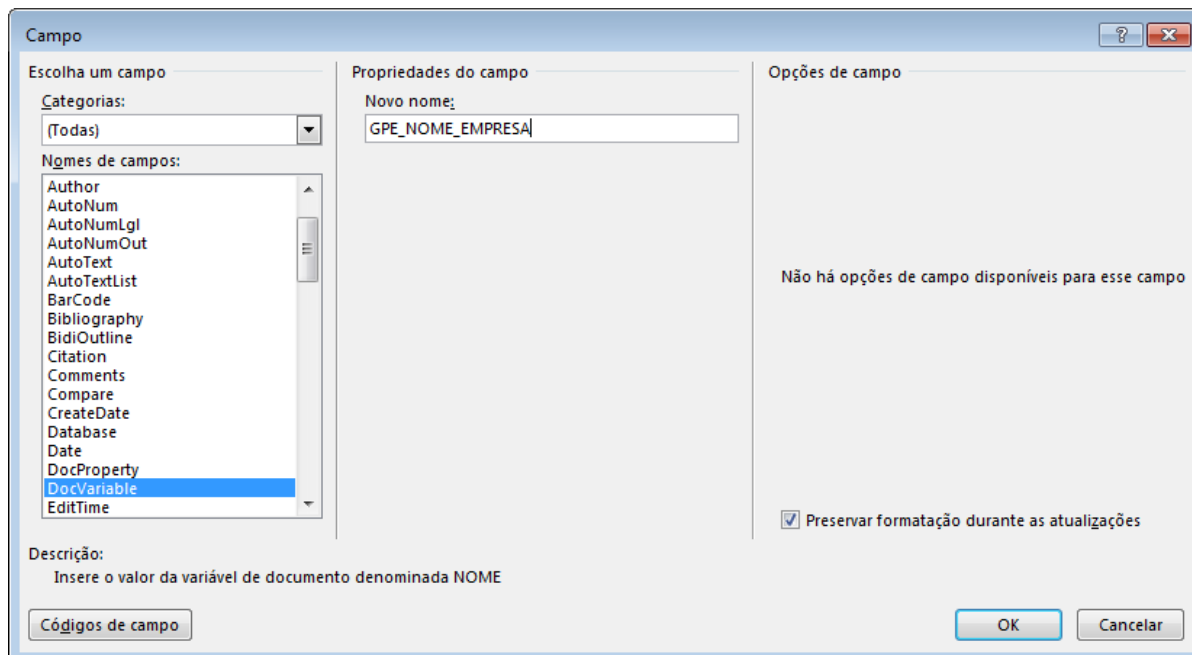 Campo
Escolha um campo
Categorias:
(Todas)
Nomes de campos:
Author
AutoNum
AutoNumLgl
AutoNumOut
AutoText
AutoTextList
BarCode
Bibliography
BidiOutline
Citation
Comments
Compare
CreateDate
Database
Date
DocProperty
DocVariable
EditTime
Propriedades do campo
Novo nome:
GPE_NOME_EMPRESA
Opções de campo
Não há opções de campo disponíveis para esse campo
Preservar formatação durante as atualizações
Descrição:
Insere o valor da variável de documento denominada NOME
Códigos de campo
OK
Cancelar